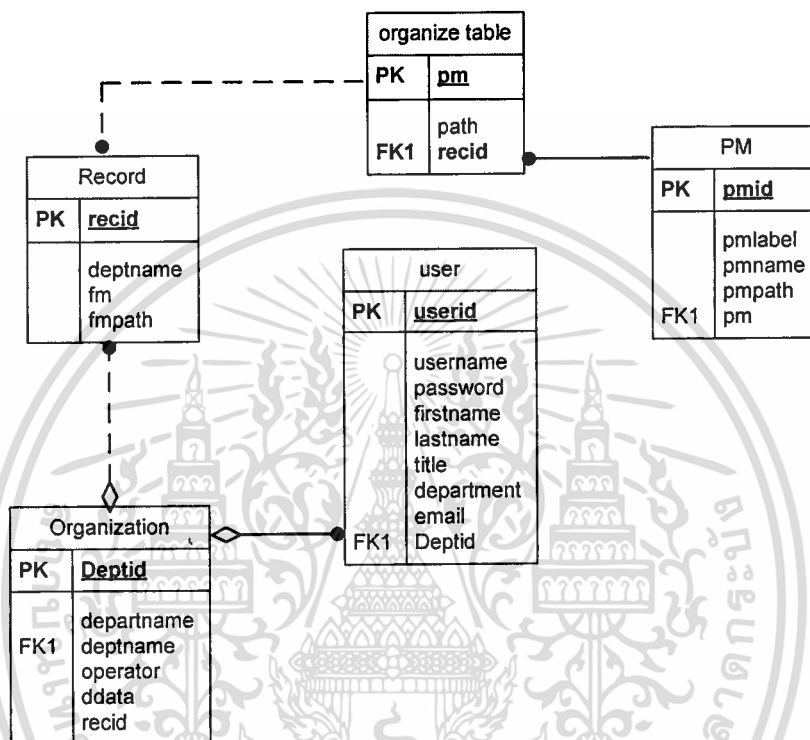 organize table
PK pm
path
FK1 recid
PM
PK pmid
pmlabel
pmname
pmpath
FK1 pm
Record
PK recid
deptname
fm
fmpath
user
PK userid
username
password
firstname
lastname
title
department
email
FK1 Deptid
Organization
PK Deptid
departname
FK1 deptname
operator
ddata
recid